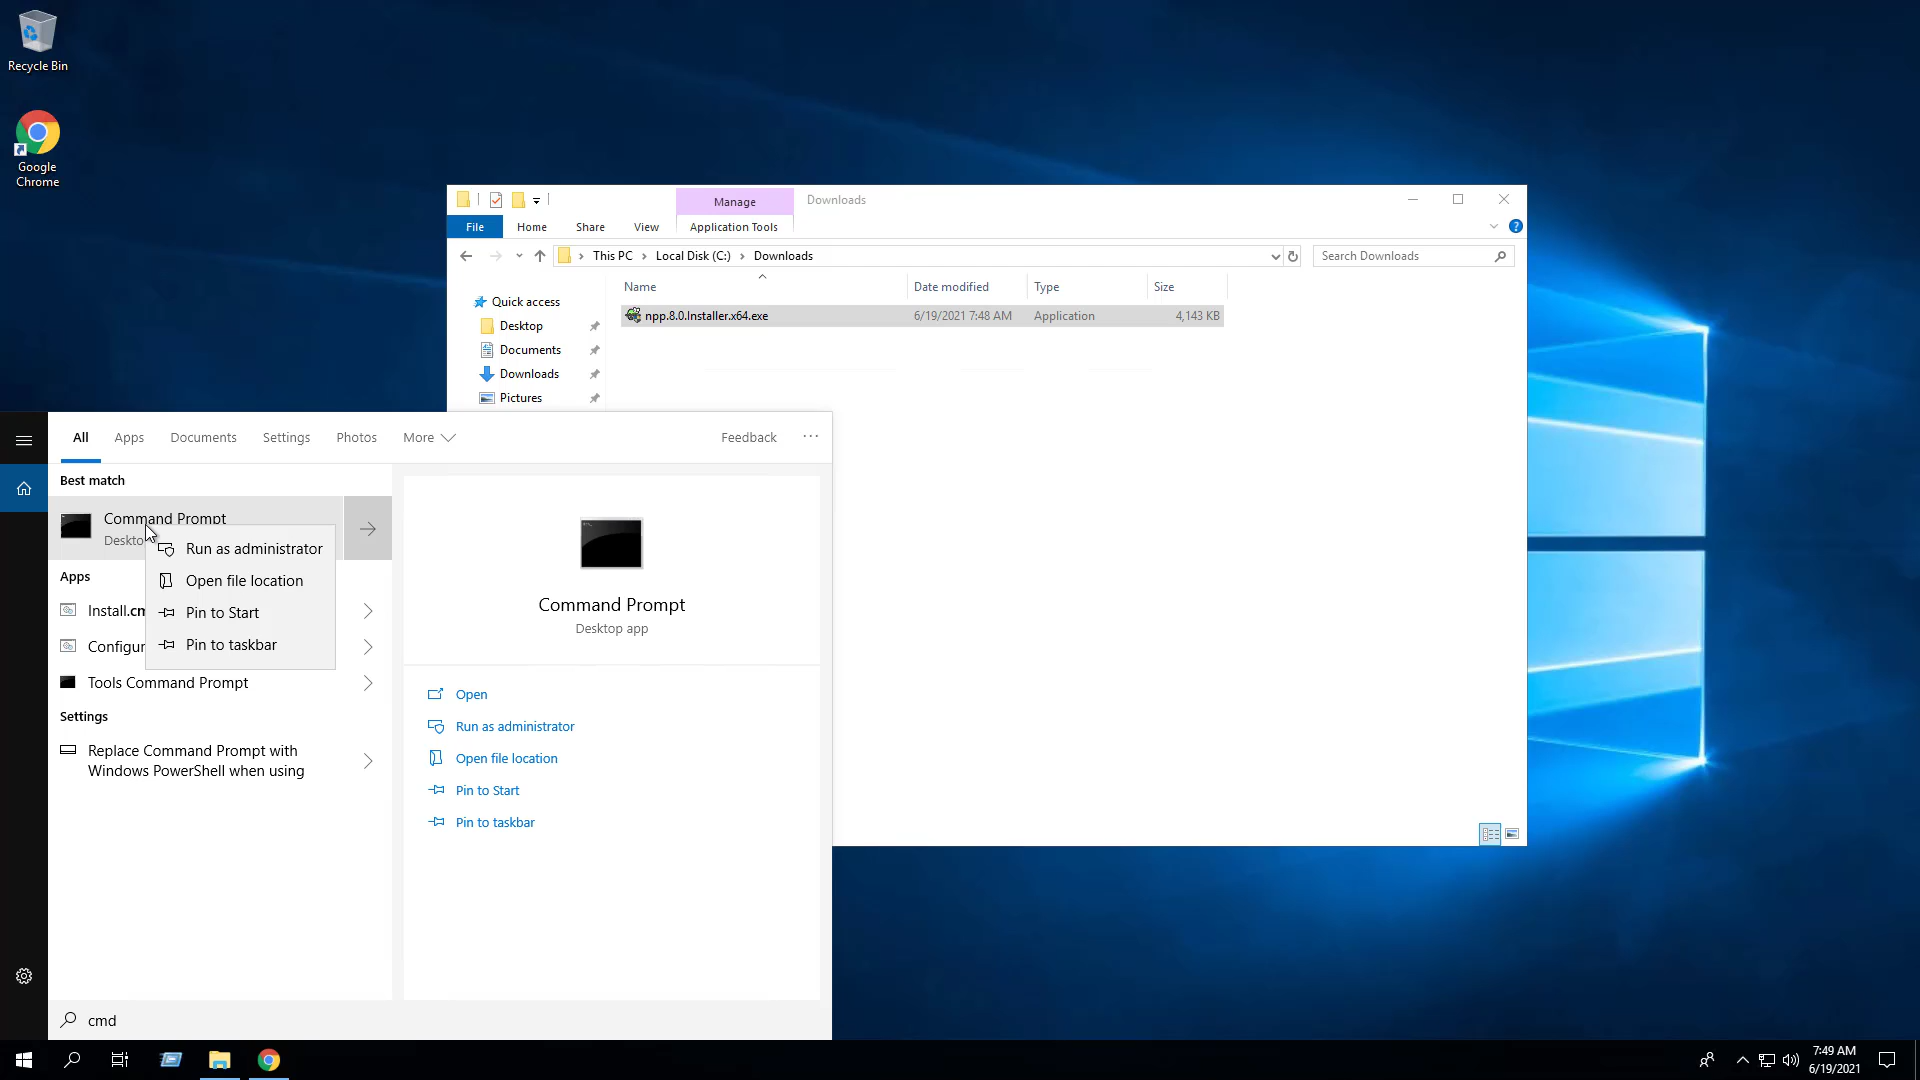 Recycle Bin
Google
Chrome
Manage
Downloads
File
Home
Share
View
Application Tools
This PC
Local Disk (C:)
Downloads
Search Downloads
Name
Date modified
Type
Size
Quick access
Desktop
Documents
Downloads
Pictures
npp.8.0.Installer.x64.exe
6/19/2021 7:48 AM
Application
4,143 KB
All
Apps
Documents
Settings
Photos
More
Feedback
Best match
Command Prompt
Deskto
Run as administrator
Open file location
Pin to Start
Pin to taskbar
Apps
Install.cm
Configur
Tools Command Prompt
Settings
Replace Command Prompt with
Windows PowerShell when using
Command Prompt
Desktop app
Open
Run as administrator
Open file location
Pin to Start
Pin to taskbar
cmd
7:49 AM
6/19/2021